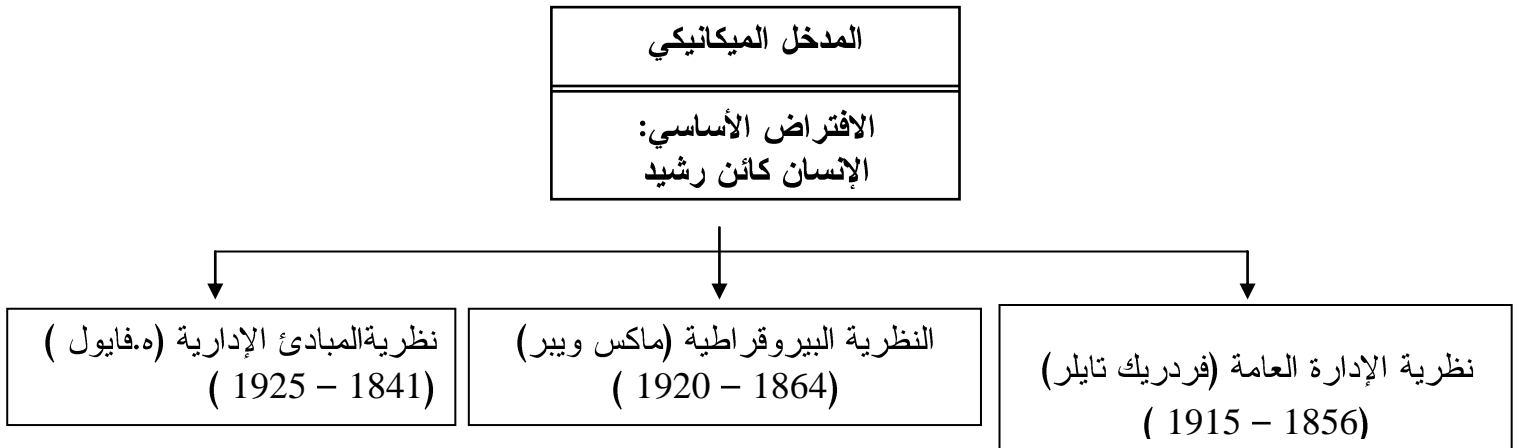 المدخل الميكانيكي
الافتراض الأساسي:
الإنسان كائن رشيد
نظرية الإدارة العامة (فردريك تايلر)
(1856 – 1915 )
النظرية البيروقراطية (ماكس ويبر)
(1864 – 1920 )
نظريةالمبادئ الإدارية (ه.فايول )
(1841 – 1925 )